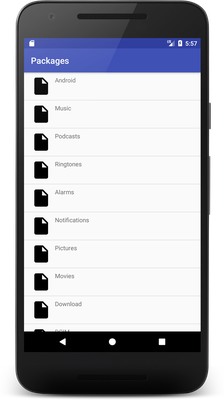 5:57
Packages
Android
Music
Podcasts
Ringtones
Alarms
Notifications
Pictures
Movies
Download